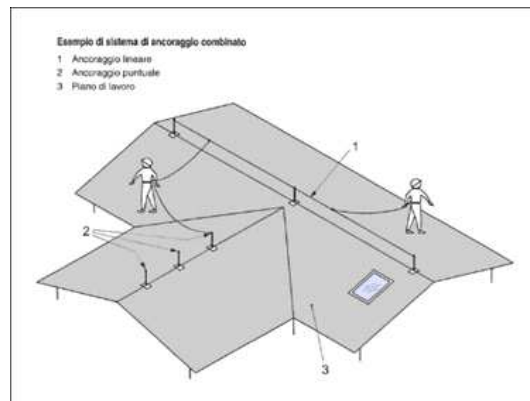 Esempio di sistema di ancoraggio combinato
1 Ancoraggio lineare
2 Ancoraggio puntuale
3 Piano di lavoro
1
2
3